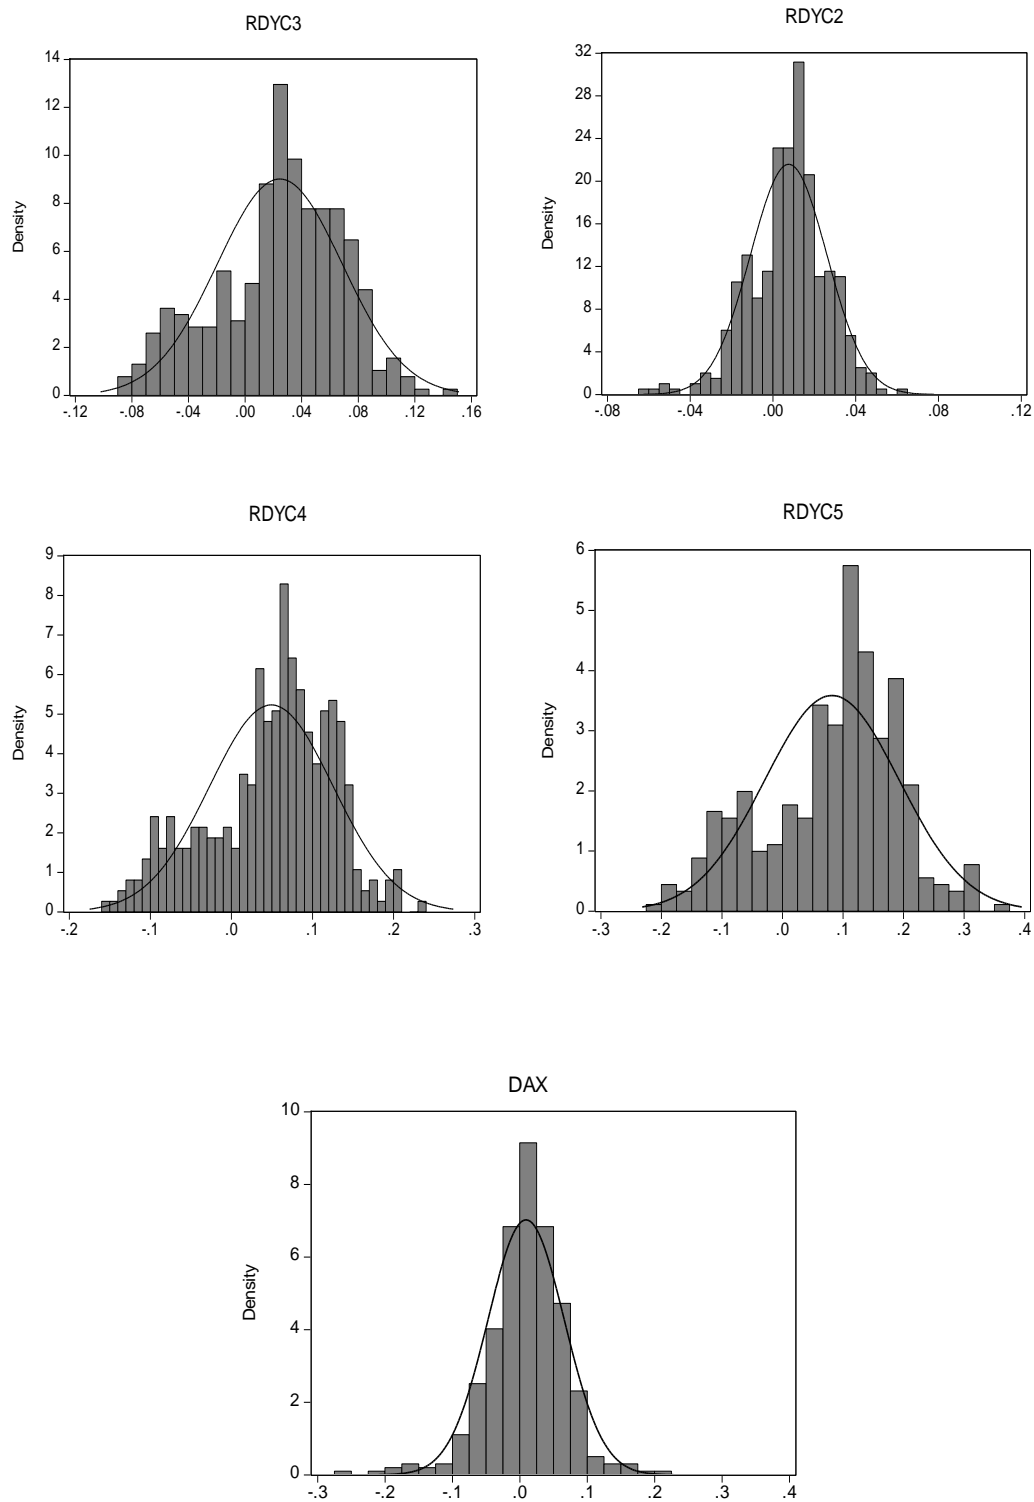 RDYC3
14
12
10
8
6
4
2
0
Density
-.12 -.08 -.04 .00 .04 .08 .12 .16
RDYC2
32
28
24
20
16
12
8
4
0
Density
-.08 -.04 .00 .04 .08 .12
RDYC4
9
8
7
6
5
4
3
2
1
0
Density
-.2 -.1 .0 .1 .2 .3
RDYC5
6
5
4
3
2
1
0
Density
-.3 -.2 -.1 .0 .1 .2 .3 .4
DAX
10
8
6
4
2
0
Density
-.3 -.2 -.1 .0 .1 .2 .3 .4